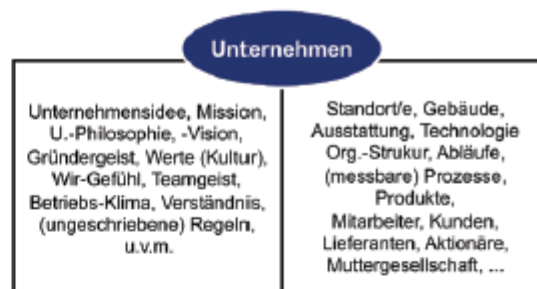 Unternehmen
Unternehmensidee, Mission,
U.-Philosophie, -Vision,
Gründergeist, Werte (Kultur),
Wir-Gefühl, Teamgeist,
Betriebs-Klima, Verständnis,
(ungeschriebene) Regeln,
u.v.m.
Standort/e, Gebäude,
Ausstattung, Technologie
Org.-Strukur, Abläufe,
(messbare) Prozesse,
Produkte,
Mitarbeiter, Kunden,
Lieferanten, Aktionäre,
Muttergesellschaft, ...